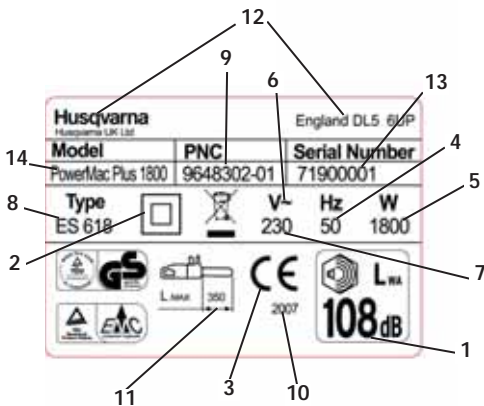 12
9
6
13
Husqvarna
Husqvarna UK Ltd
England DL5 6UP
4
Model PNC Serial Number
14
PowerMac Plus 1800 9648302-01 71900001
5
8
Type V~ Hz W
ES 618 230 50 1800
2
7
GS
LWA
L MAX 350
CE
2007
EMC
108 dB
1
11
3
10